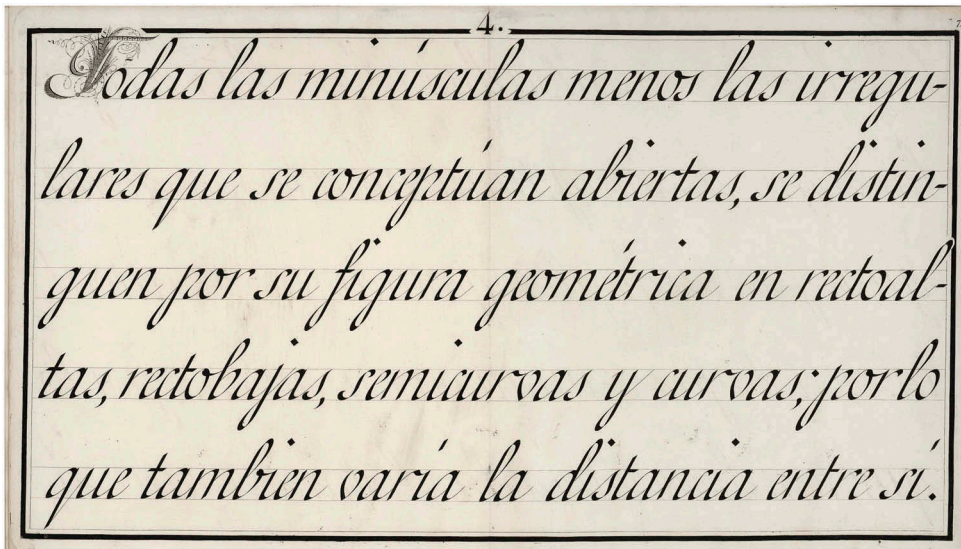 4.
Todas las minúsculas menos las irregu-
lares que se conceptúan abiertas, se distin-
guen por su figura geométrica en rectoal-
tas, rectobajas, semicurvas y curvas; por lo
que tambien varía la distancia entre sí.